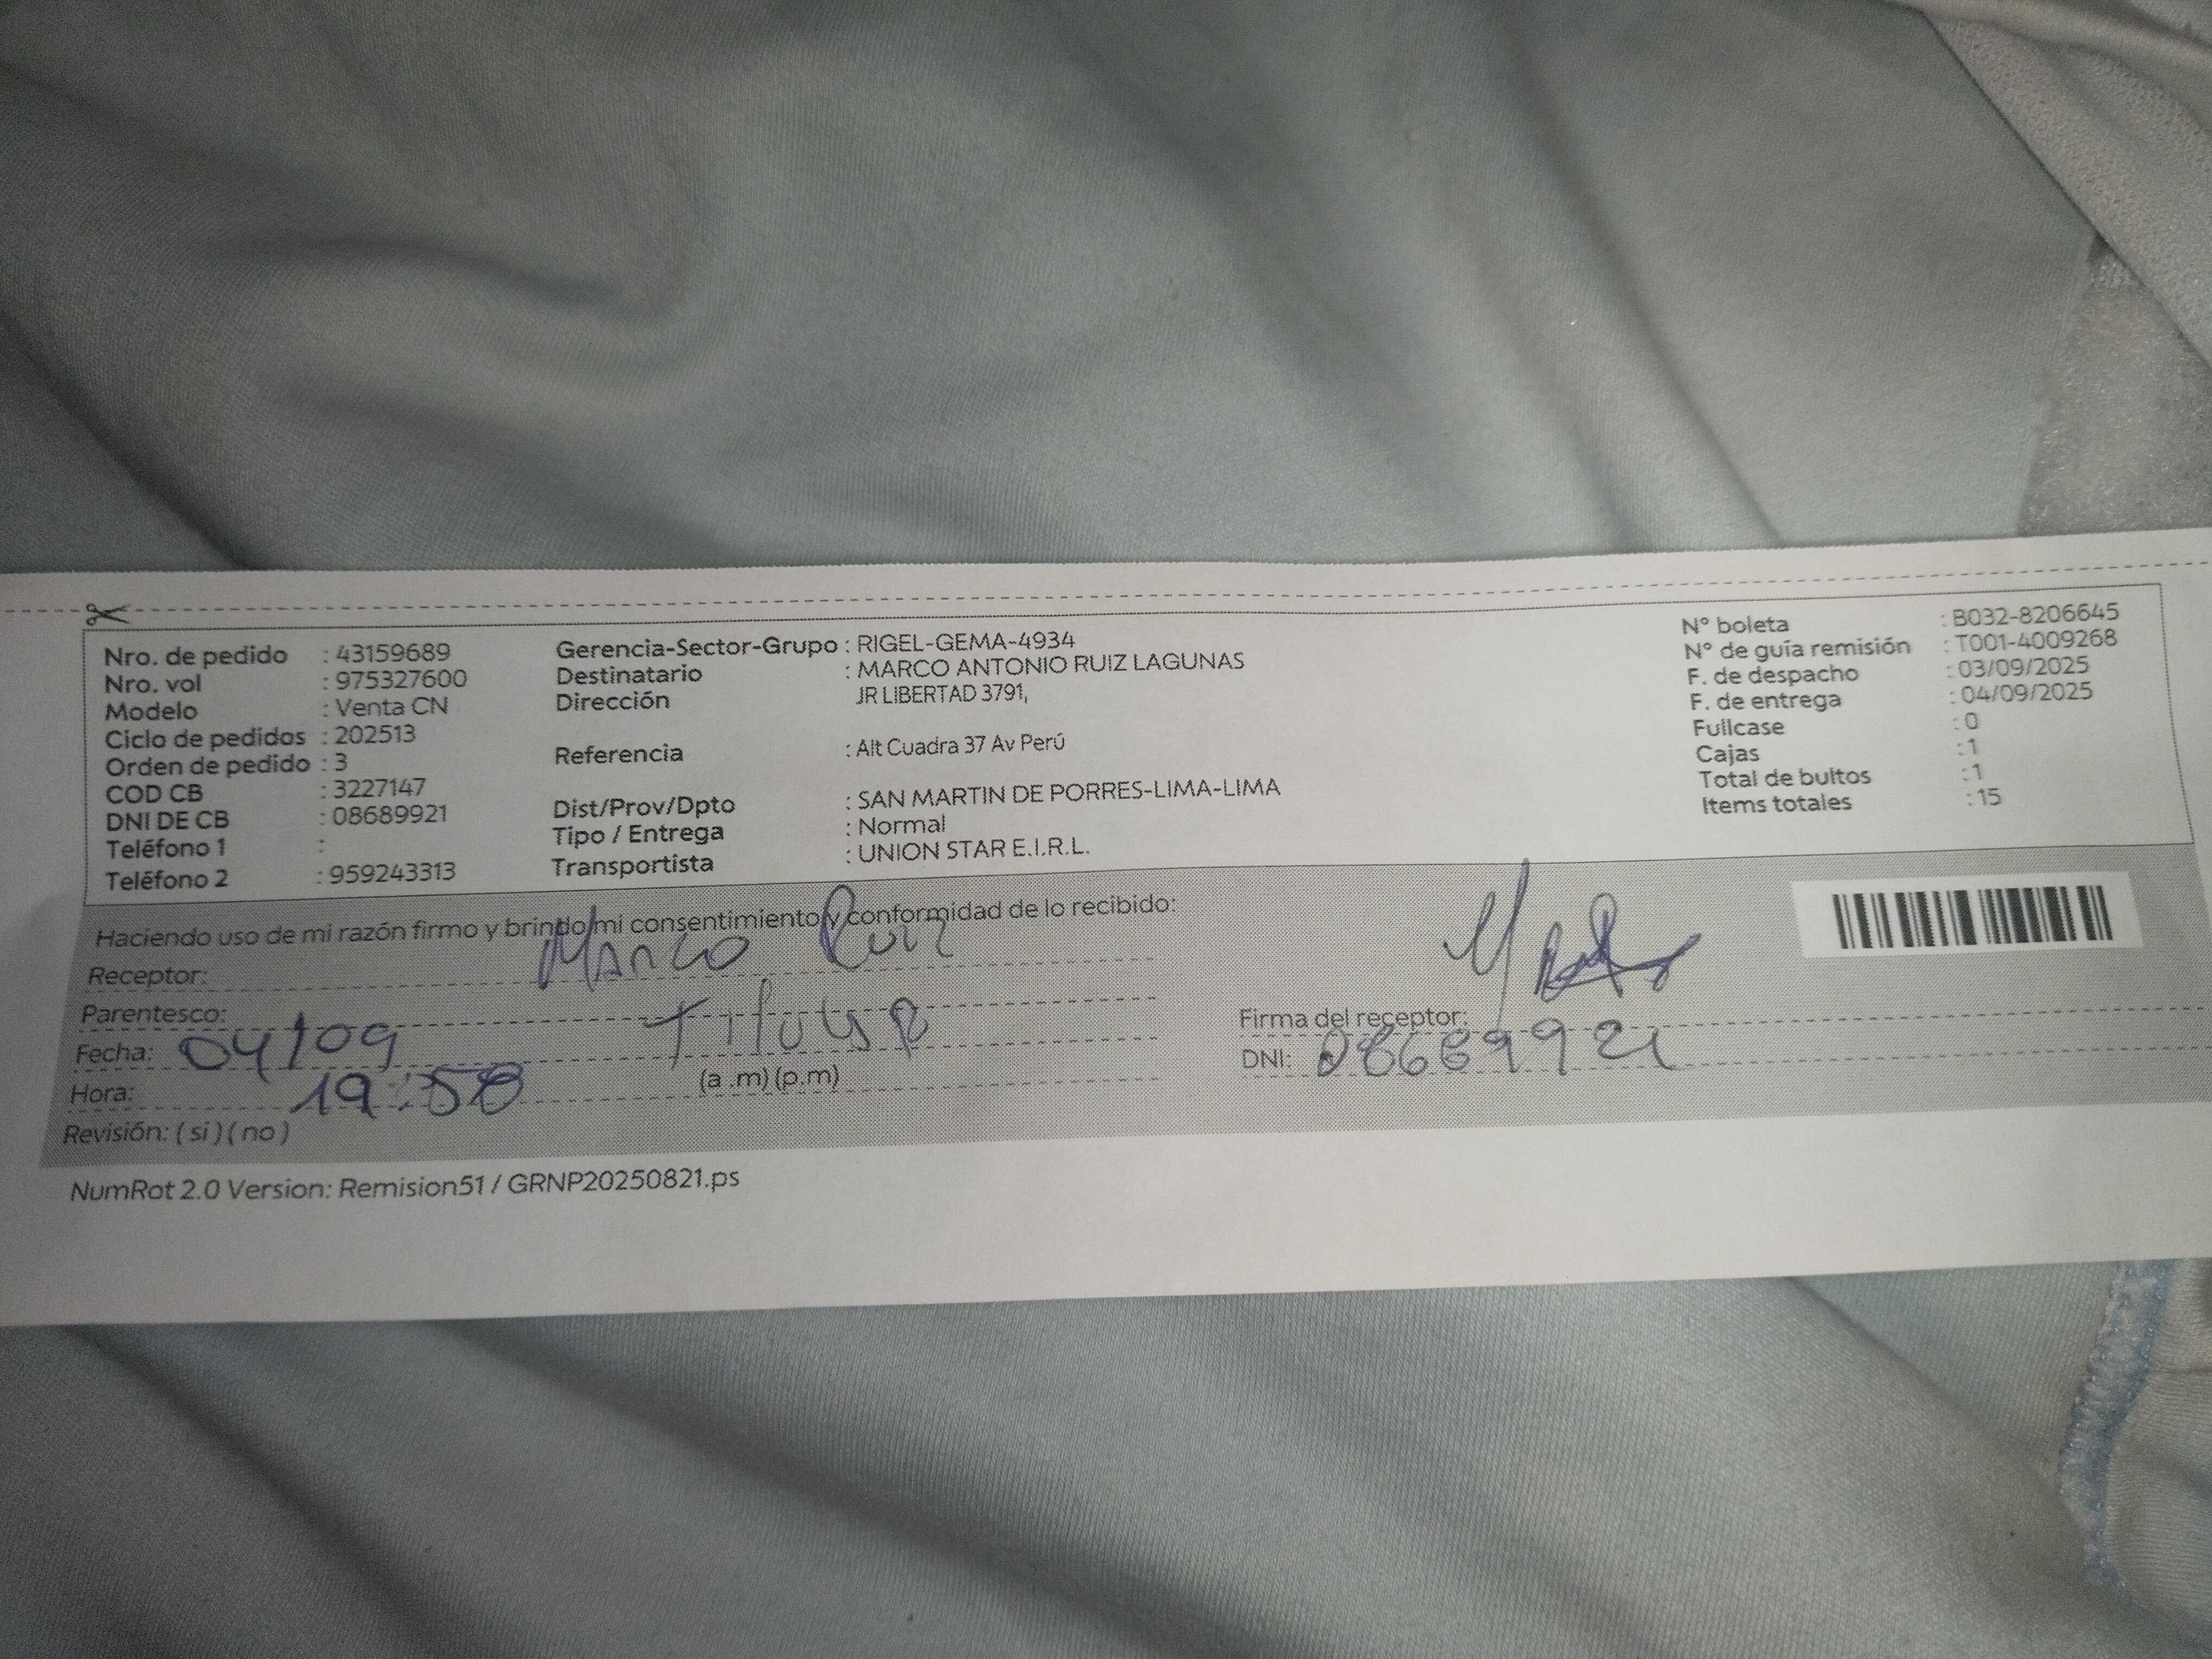 Nro. de pedido : 43159689
Nro. vol : 975327600
Modelo : Venta CN
Ciclo de pedidos : 202513
Orden de pedido : 3
COD CB : 3227147
DNI DE CB : 08689921
Teléfono 1 :
Teléfono 2 : 959243313
Gerencia-Sector-Grupo : RIGEL-GEMA-4934
Destinatario : MARCO ANTONIO RUIZ LAGUNAS
Dirección JR LIBERTAD 3791,
Referencia : Alt Cuadra 37 Av Perú
Dist/Prov/Dpto : SAN MARTIN DE PORRES-LIMA-LIMA
Tipo / Entrega : Normal
Transportista : UNION STAR E.I.R.L.
N° boleta : B032-8206645
N° de guía remisión : T001-4009268
F. de despacho : 03/09/2025
F. de entrega : 04/09/2025
Fullcase : 0
Cajas : 1
Total de bultos : 1
Items totales : 15
Haciendo uso de mi razón firmo y brindo mi consentimiento y conformidad de lo recibido:
Receptor: Marco Ruiz
Parentesco:
Fecha: 04/09
Hora: 19:58 (a .m) (p.m)
Revisión: ( si ) ( no )
Firma del receptor:
DNI: 08689921
NumRot 2.0 Version: Remision51 / GRNP20250821.ps